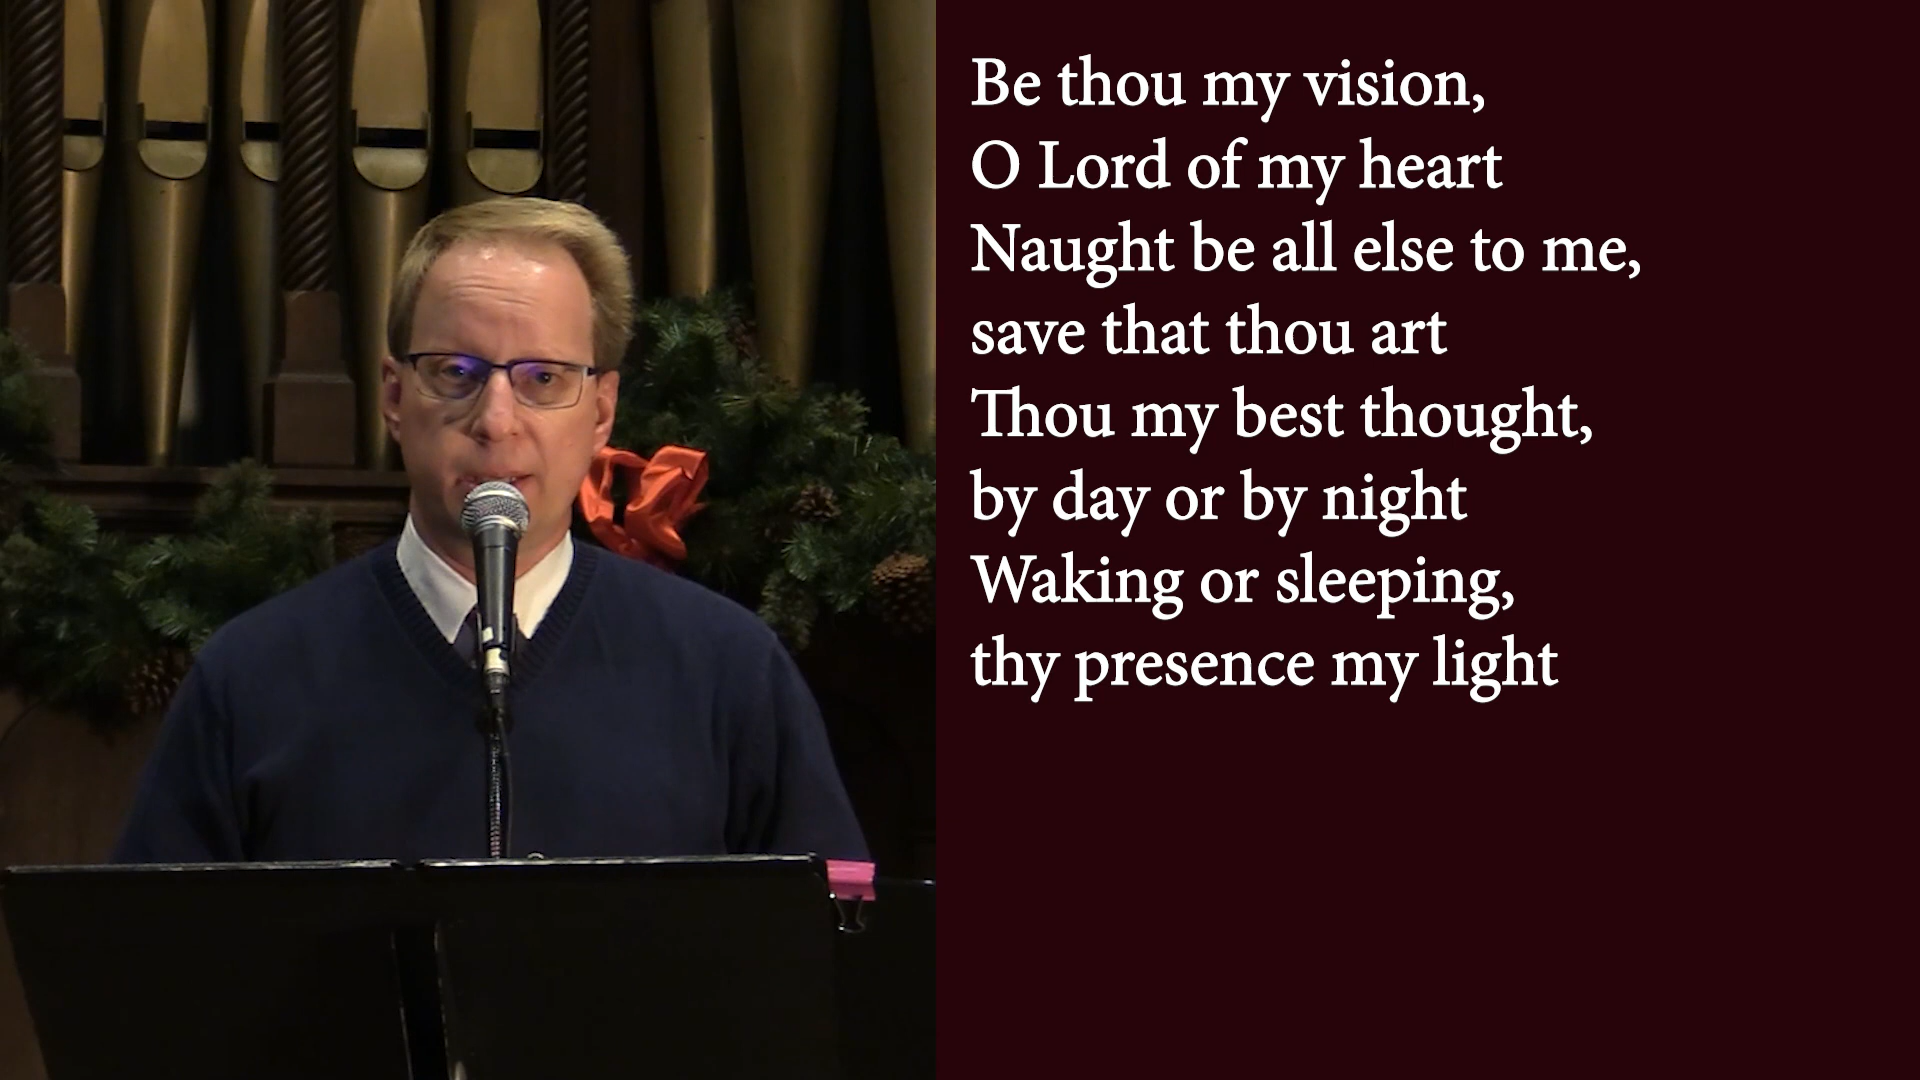 Be thou my vision,
O Lord of my heart
Naught be all else to me,
save that thou art
Thou my best thought,
by day or by night
Waking or sleeping,
thy presence my light